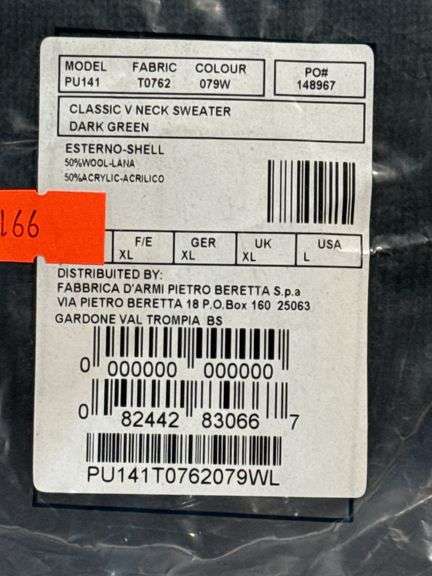 MODEL FABRIC COLOUR
PU141 T0762 079W
PO#
148967
CLASSIC V NECK SWEATER
DARK GREEN
ESTERNO-SHELL
50%WOOL-LANA
50%ACRYLIC-ACRILICO
166
F/E GER UK USA
XL XL XL L
DISTRIBUTED BY:
FABBRICA D'ARMI PIETRO BERETTA S.p.a
VIA PIETRO BERETTA 18 P.O.Box 160 25063
GARDONE VAL TROMPIA BS
0 000000 000000
0 82442 83066 7
PU141T0762079WL